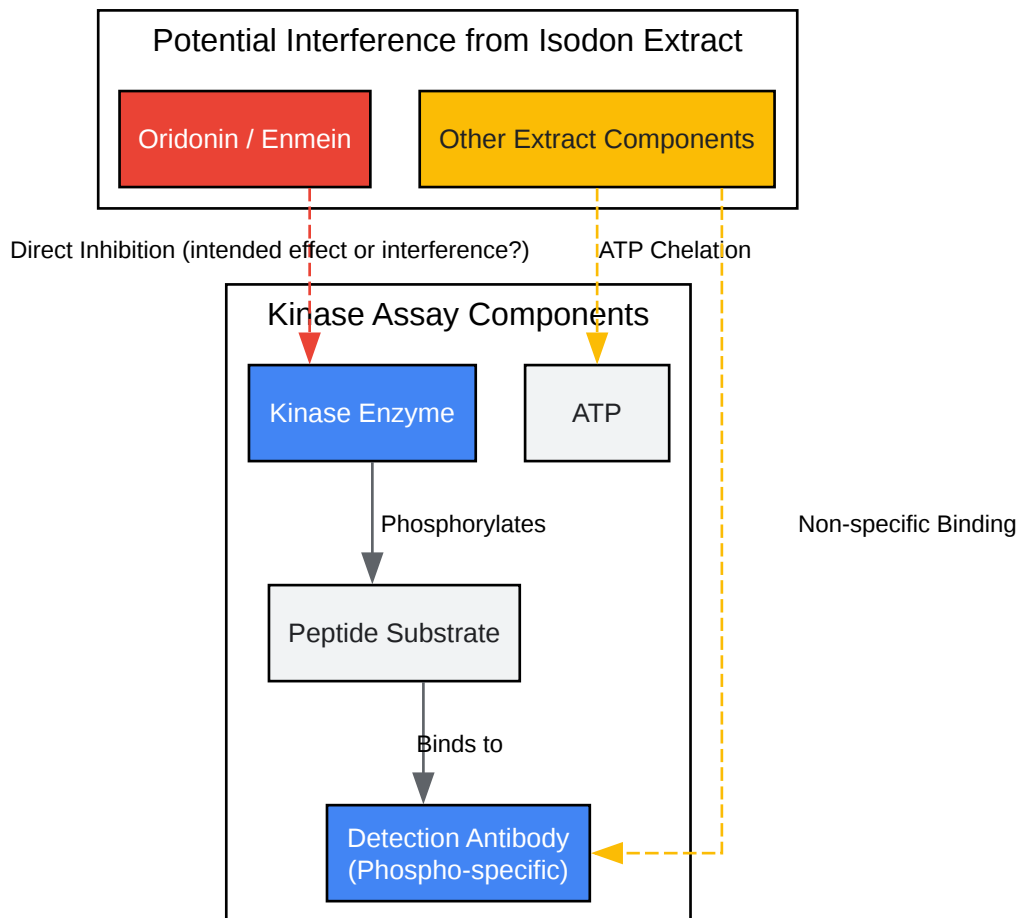 Potential Interference from Isodon Extract
Oridonin / Enmein
Other Extract Components
Direct Inhibition (intended effect or interference?)
ATP Chelation
Kinase Assay Components
Kinase Enzyme
ATP
Phosphorylates
Non-specific Binding
Peptide Substrate
Binds to
Detection Antibody
(Phospho-specific)